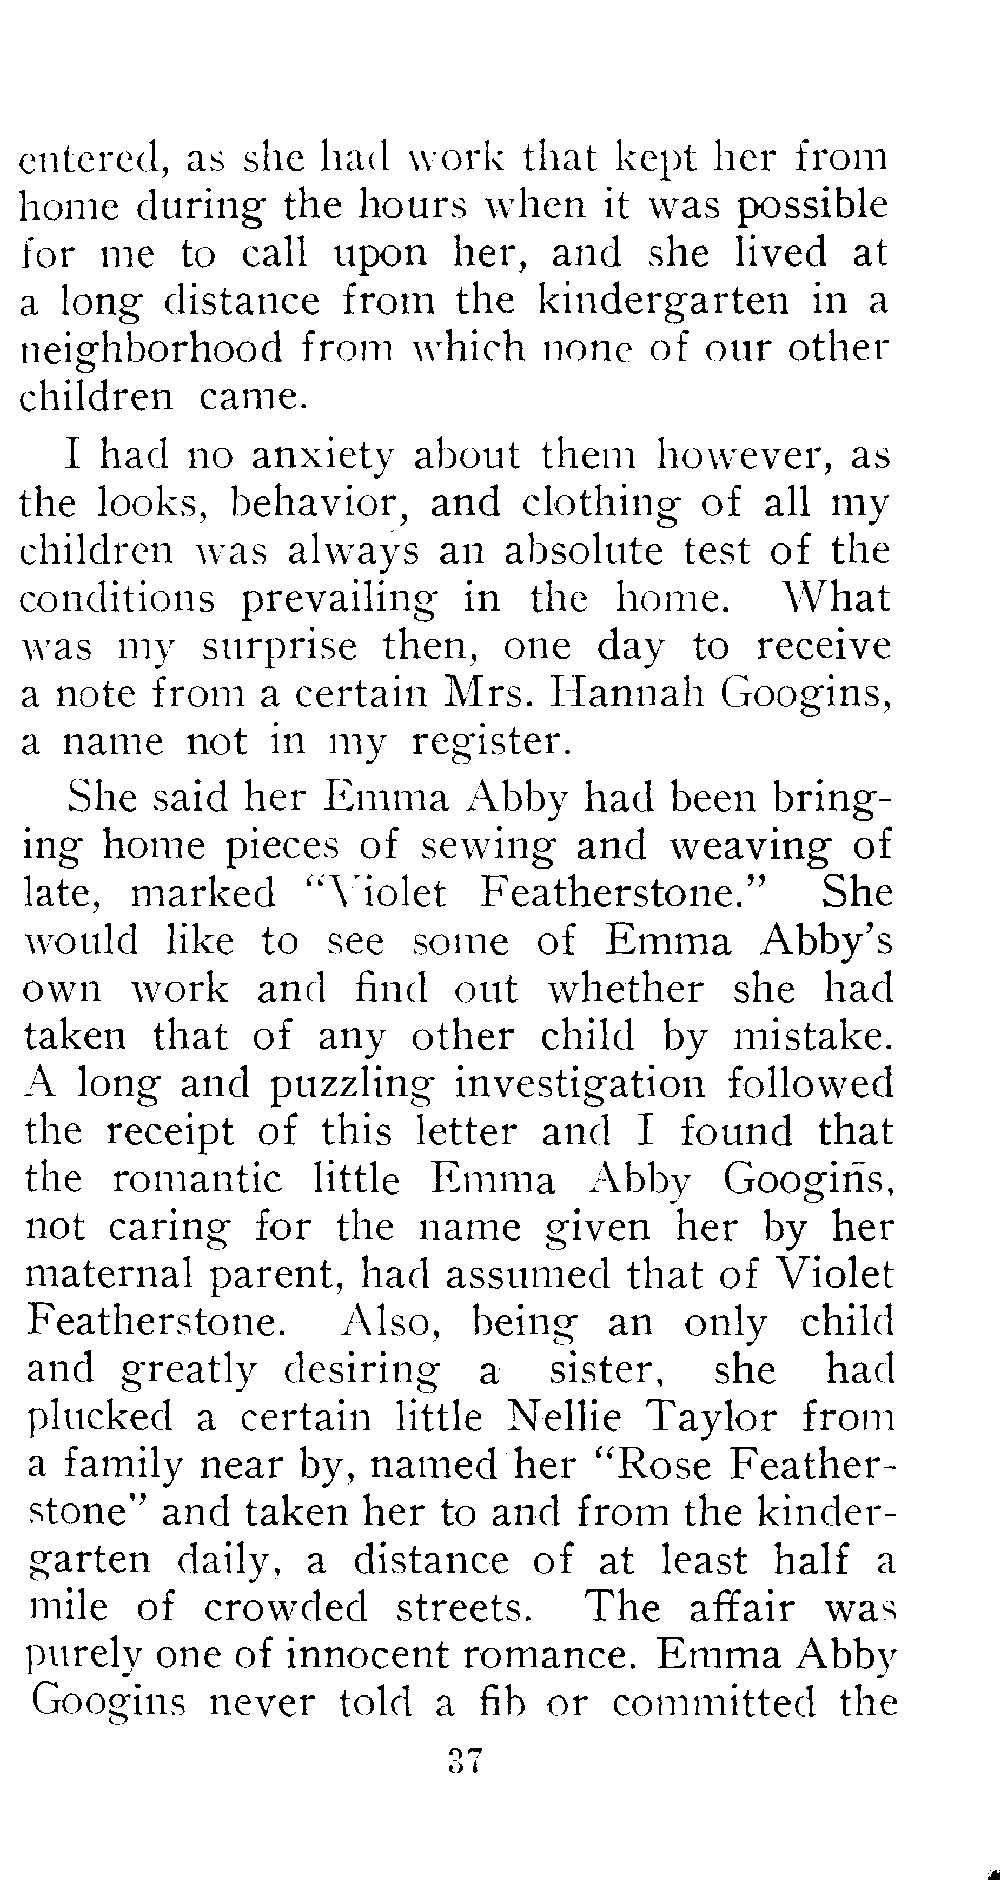 entered, as she had work that kept her from
home during the hours when it was possible
for me to call upon her, and she lived at
a long distance from the kindergarten in a
neighborhood from which none of our other
children came.
I had no anxiety about them however, as
the looks, behavior, and clothing of all my
children was always an absolute test of the
conditions prevailing in the home. What
was my surprise then, one day to receive
a note from a certain Mrs. Hannah Googins,
a name not in my register.
She said her Emma Abby had been bring-
ing home pieces of sewing and weaving of
late, marked “Violet Featherstone.” She
would like to see some of Emma Abby’s
own work and find out whether she had
taken that of any other child by mistake.
A long and puzzling investigation followed
the receipt of this letter and I found that
the romantic little Emma Abby Googins,
not caring for the name given her by her
maternal parent, had assumed that of Violet
Featherstone. Also, being an only child
and greatly desiring a sister, she had
plucked a certain little Nellie Taylor from
a family near by, named her “Rose Feather-
stone” and taken her to and from the kinder-
garten daily, a distance of at least half a
mile of crowded streets. The affair was
purely one of innocent romance. Emma Abby
Googins never told a fib or committed the
37